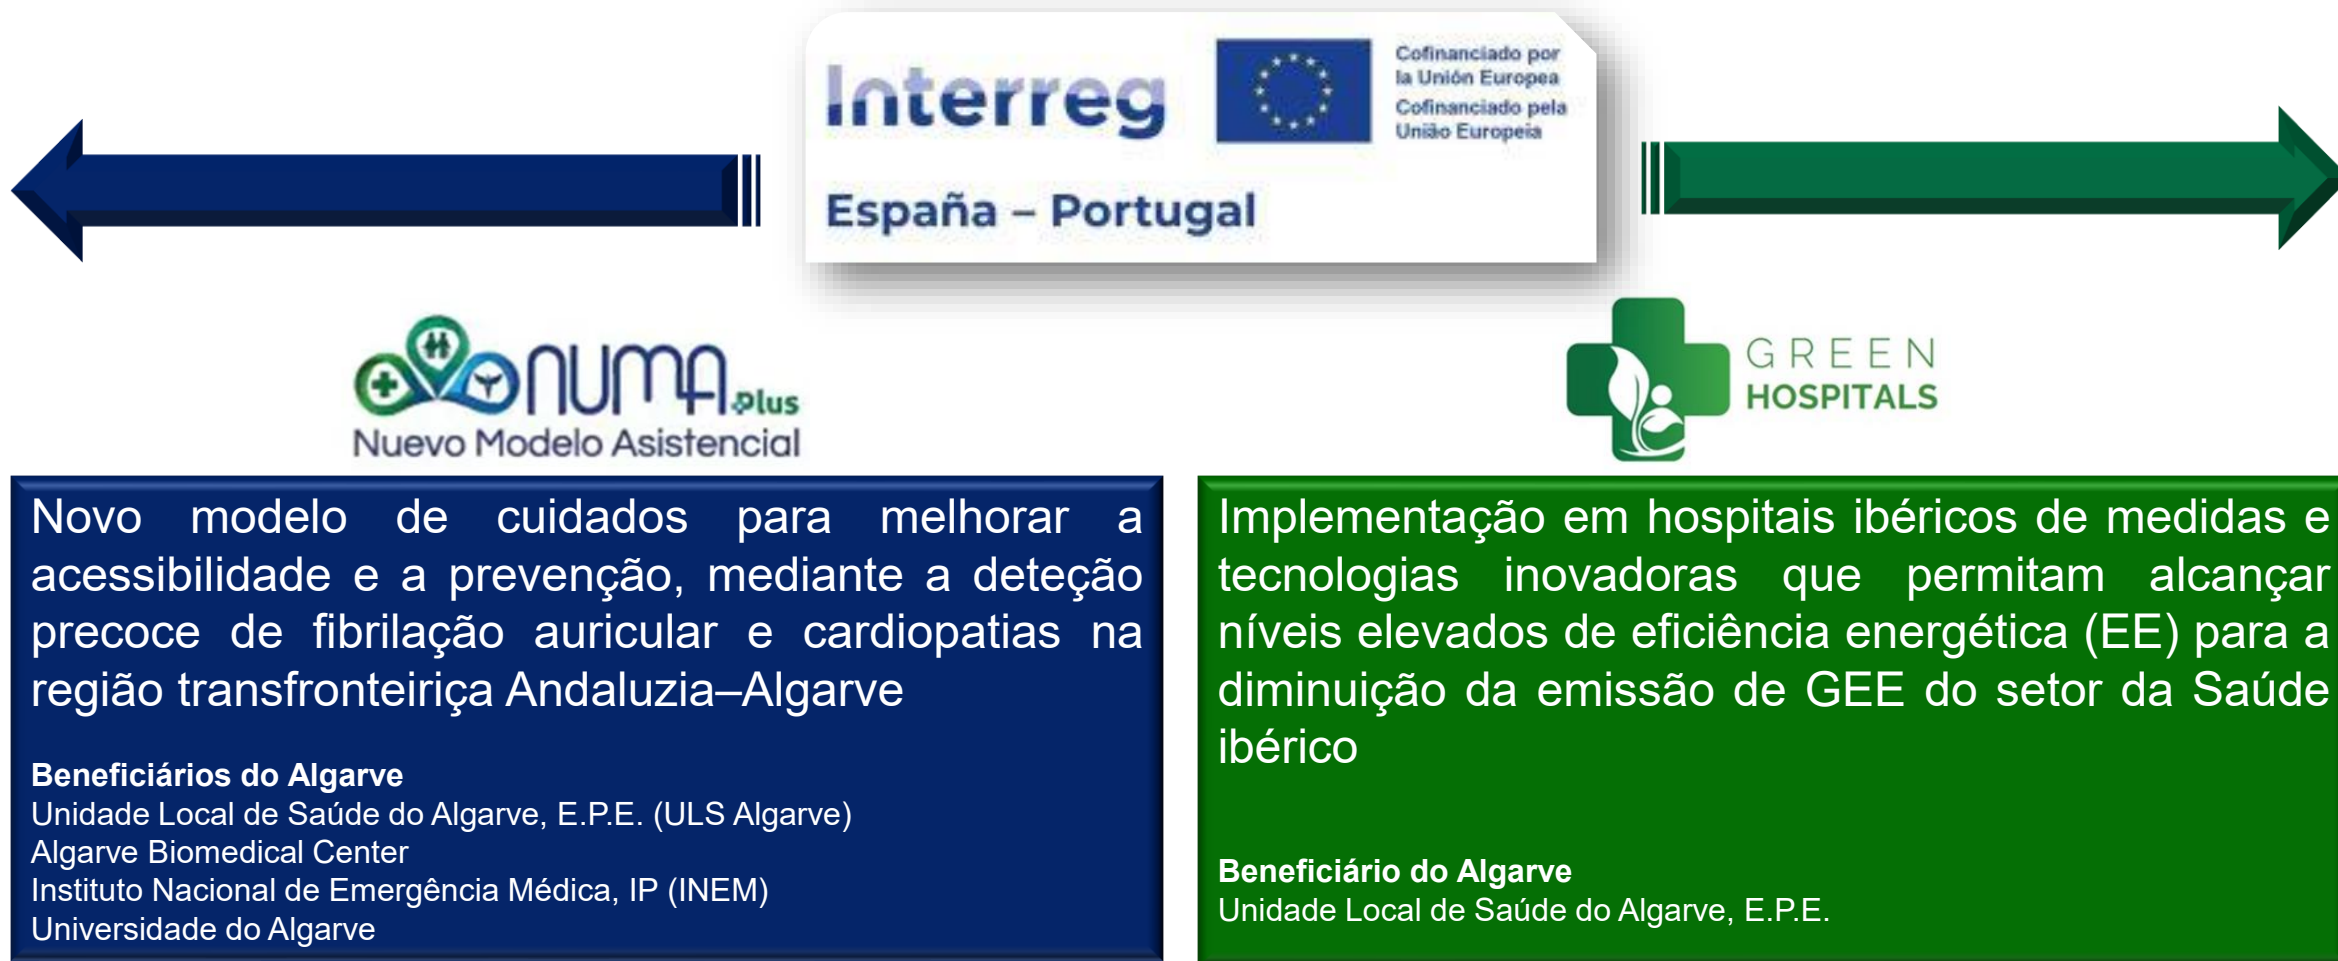 Interreg
Cofinanciado por
la Unión Europea
Cofinanciado pela
União Europeia
España – Portugal
NUMA Plus
Nuevo Modelo Asistencial
GREEN
HOSPITALS
Novo modelo de cuidados para melhorar a
acessibilidade e a prevenção, mediante a deteção
precoce de fibrilação auricular e cardiopatias na
região transfronteiriça Andaluzia–Algarve
Beneficiários do Algarve
Unidade Local de Saúde do Algarve, E.P.E. (ULS Algarve)
Algarve Biomedical Center
Instituto Nacional de Emergência Médica, IP (INEM)
Universidade do Algarve
Implementação em hospitais ibéricos de medidas e
tecnologias inovadoras que permitam alcançar
níveis elevados de eficiência energética (EE) para a
diminuição da emissão de GEE do setor da Saúde
ibérico
Beneficiário do Algarve
Unidade Local de Saúde do Algarve, E.P.E.